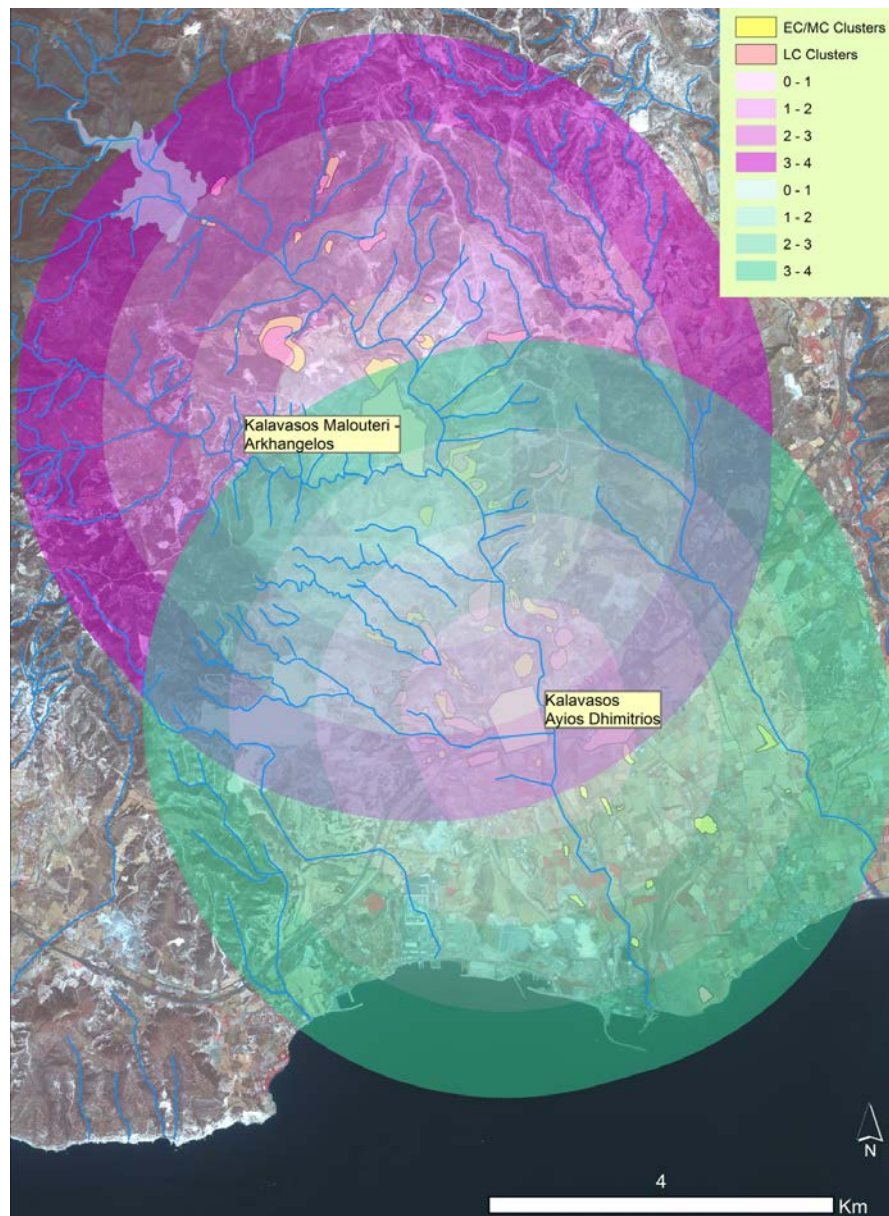 EC/MC Clusters
LC Clusters
0 - 1
1 - 2
2 - 3
3 - 4
0 - 1
1 - 2
2 - 3
3 - 4
Kalavasos Malouteri -
Arkhangelos
Kalavasos
Ayios Dhimitrios
N
4
Km